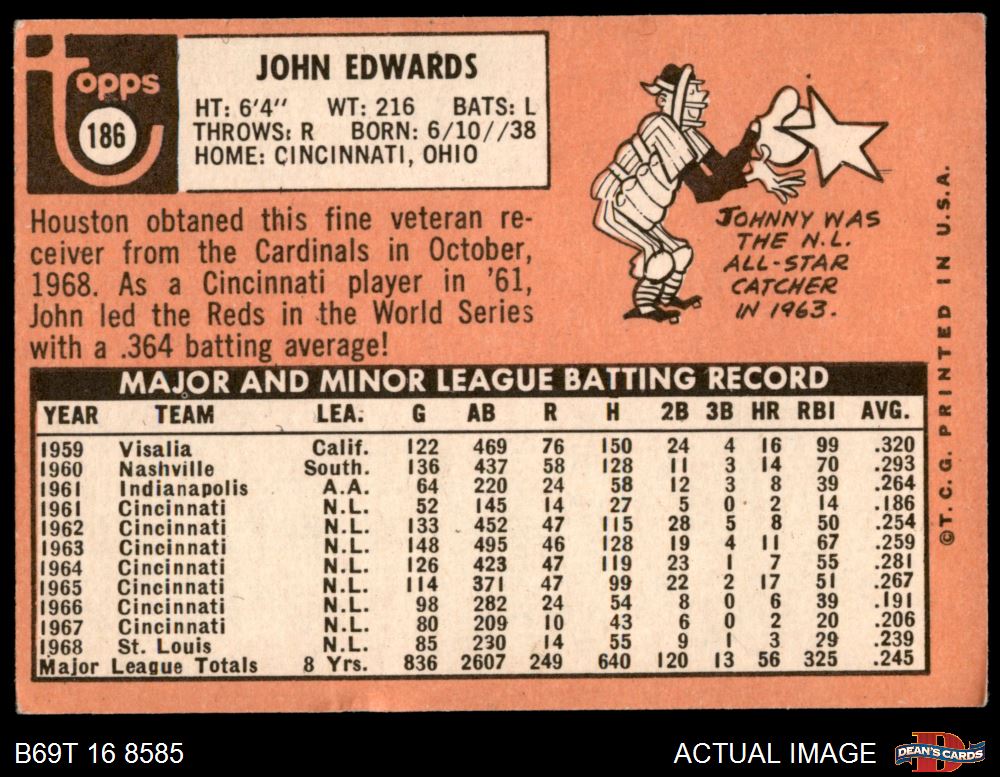 topps
186
JOHN EDWARDS
HT: 6'4" WT: 216 BATS: L
THROWS: R BORN: 6/10//38
HOME: CINCINNATI, OHIO
Houston obtaned this fine veteran re-
ceiver from the Cardinals in October,
1968. As a Cincinnati player in '61,
John led the Reds in the World Series
with a .364 batting average!
JOHNNY WAS
THE N.L.
ALL-STAR
CATCHER
IN 1963.
MAJOR AND MINOR LEAGUE BATTING RECORD
YEAR TEAM LEA. G AB R H 2B 3B HR RBI AVG.
1959 Visalia Calif. 122 469 76 150 24 4 16 99 .320
1960 Nashville South. 136 437 58 128 11 3 14 70 .293
1961 Indianapolis A.A. 64 220 24 58 12 3 8 39 .264
1961 Cincinnati N.L. 52 145 14 27 5 0 2 14 .186
1962 Cincinnati N.L. 133 452 47 115 28 5 8 50 .254
1963 Cincinnati N.L. 148 495 46 128 19 4 11 67 .259
1964 Cincinnati N.L. 126 423 47 119 23 1 7 55 .281
1965 Cincinnati N.L. 114 371 47 99 22 2 17 51 .267
1966 Cincinnati N.L. 98 282 24 54 8 0 6 39 .191
1967 Cincinnati N.L. 80 209 10 43 6 0 2 20 .206
1968 St. Louis N.L. 85 230 14 55 9 1 3 29 .239
Major League Totals 8 Yrs. 836 2607 249 640 120 13 56 325 .245
© T. C. G. PRINTED IN U.S.A.
B69T 16 8585
ACTUAL IMAGE
DEAN'S CARDS